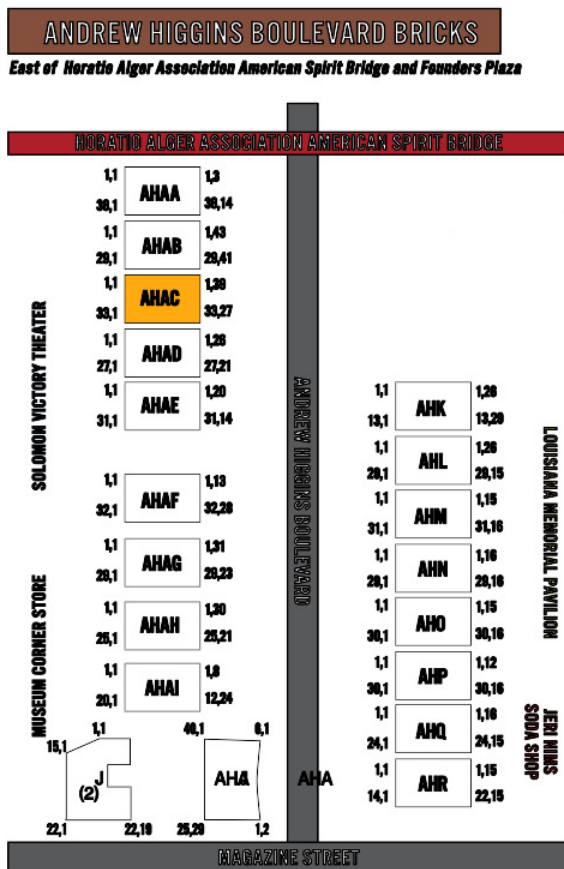 ANDREW HIGGINS BOULEVARD BRICKS
East of Horatio Alger Association American Spirit Bridge and Founders Plaza
HORATIO ALGER ASSOCIATION AMERICAN SPIRIT BRIDGE
1,1 AHAA 1,3
38,1 38,14
1,1 AHAB 1,43
29,1 29,41
1,1 AHAC 1,39
33,1 33,27
1,1 AHAD 1,26
27,1 27,21
1,1 AHAE 1,20
31,1 31,14
1,1 AHAF 1,13
32,1 32,28
1,1 AHAG 1,31
29,1 29,23
1,1 AHAH 1,30
25,1 25,21
1,1 AHAI 1,8
20,1 12,24
SOLOMON VICTORY THEATER
MUSEUM CORNER STORE
1,1
15,1
J
(2)
22,1 22,19
40,1 6,1
25,29 1,2
AHA
ANDREW HIGGINS BOULEVARD
1,1 AHK 1,26
13,1 13,29
1,1 AHL 1,26
29,1 29,15
1,1 AHM 1,15
31,1 31,16
1,1 AHN 1,16
29,1 29,16
1,1 AHO 1,15
30,1 30,16
1,1 AHP 1,12
30,1 30,16
1,1 AHQ 1,16
24,1 24,15
1,1 AHR 1,15
14,1 22,15
LOUISIANA MEMORIAL PAVILION
JERI NIMS
SODA SHOP
MAGAZINE STREET